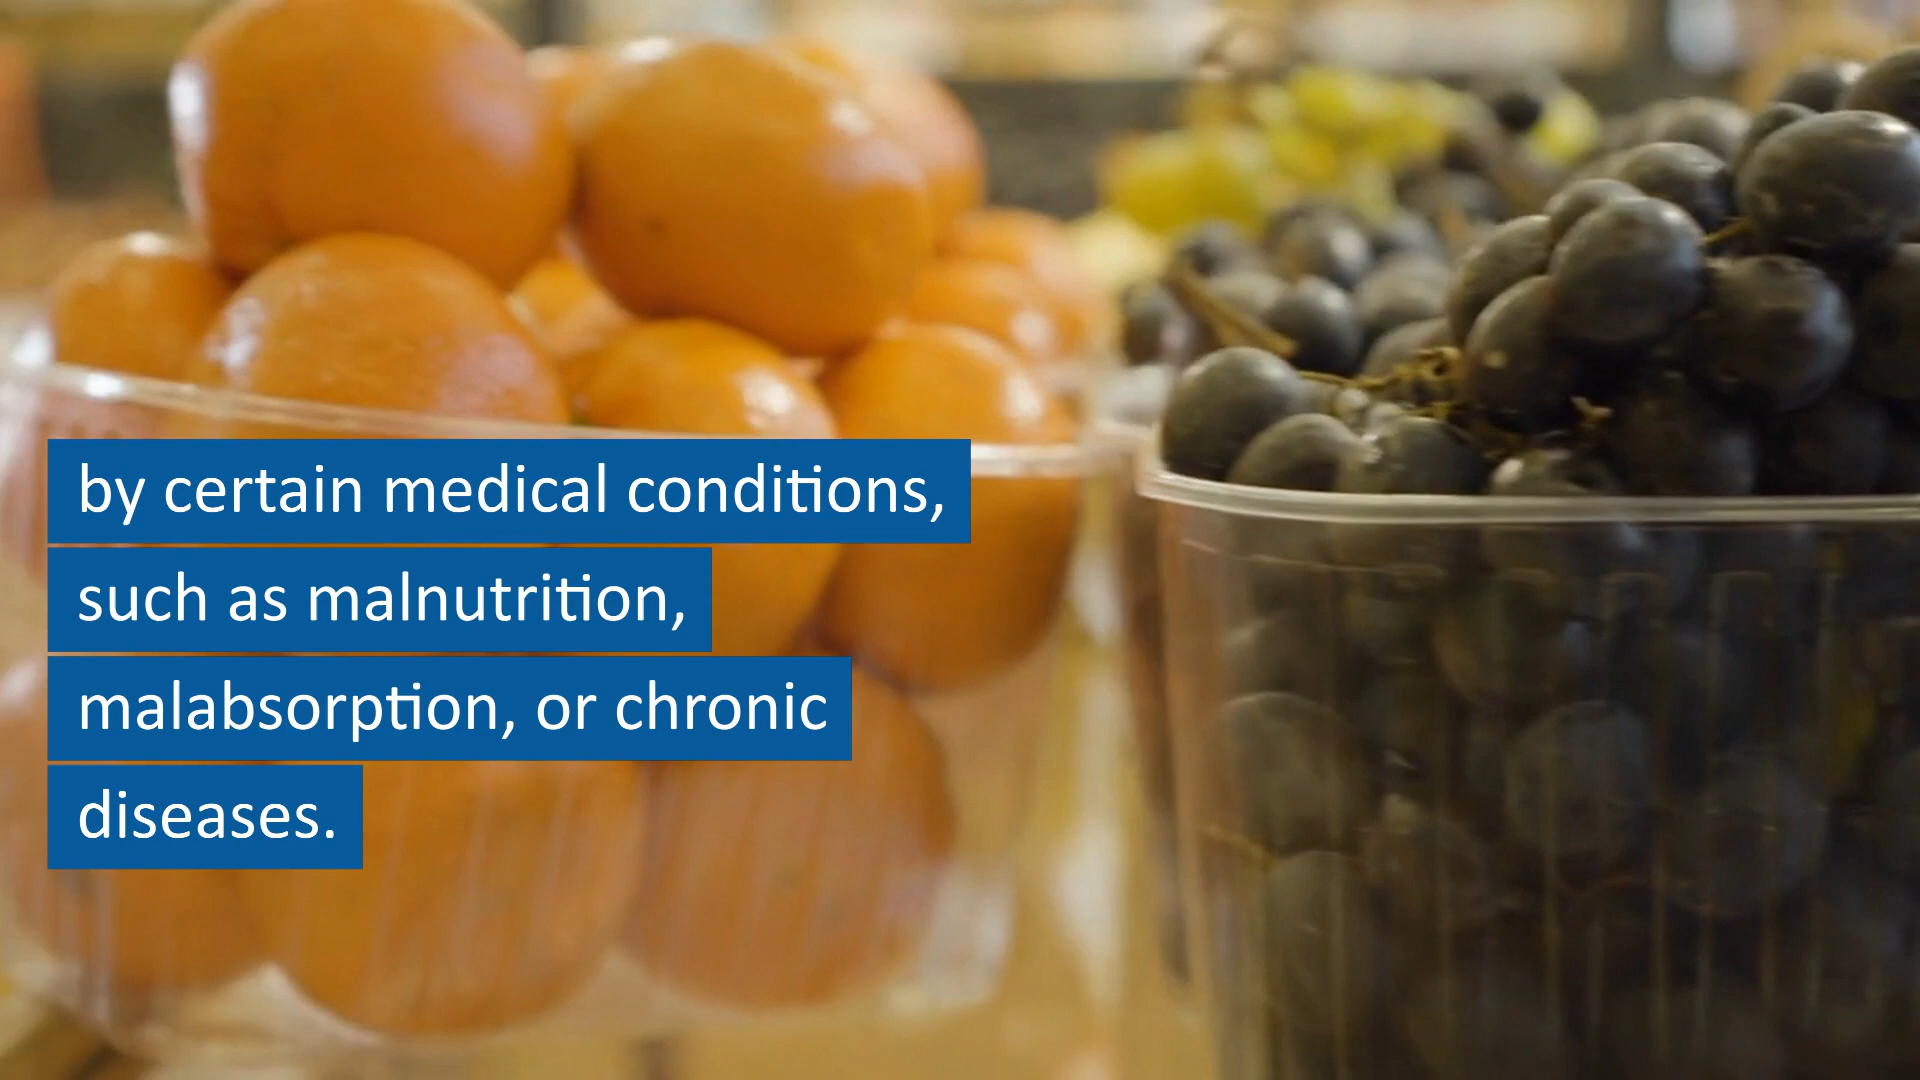 by certain medical conditions,
such as malnutrition,
malabsorption, or chronic
diseases.